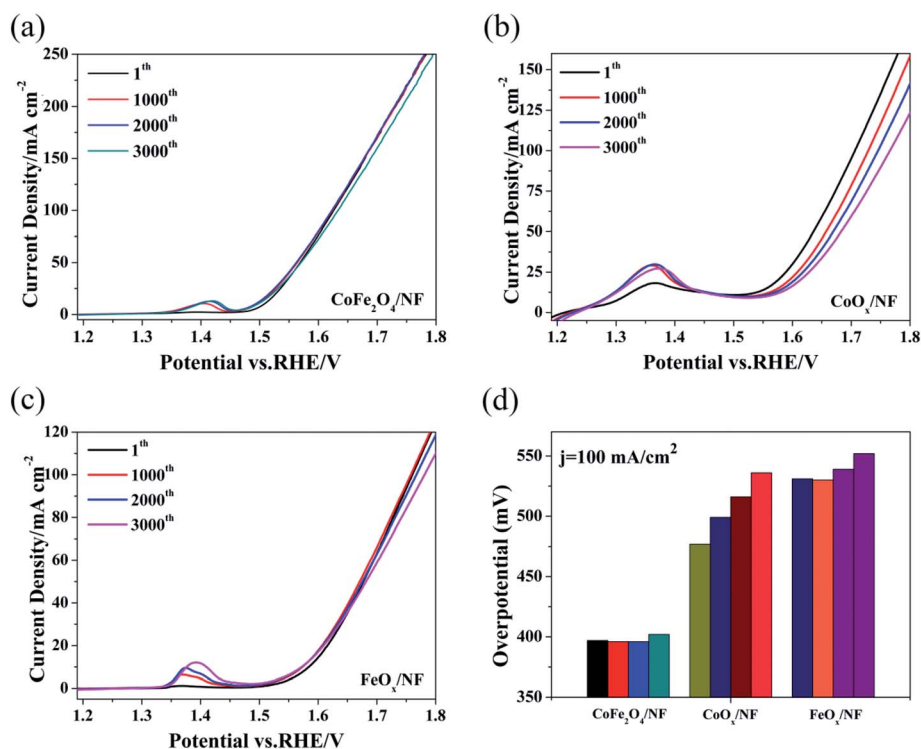 (a)
250
200
150
100
50
0
Current Density/mA cm⁻²
1ᵗʰ
1000ᵗʰ
2000ᵗʰ
3000ᵗʰ
CoFe₂O₄/NF
1.2 1.3 1.4 1.5 1.6 1.7 1.8
Potential vs.RHE/V
(b)
150
125
100
75
50
25
0
Current Density/mA cm⁻²
1ᵗʰ
1000ᵗʰ
2000ᵗʰ
3000ᵗʰ
CoOₓ/NF
1.2 1.3 1.4 1.5 1.6 1.7 1.8
Potential vs.RHE/V
(c)
120
100
80
60
40
20
0
Current Density/mA cm⁻²
1ᵗʰ
1000ᵗʰ
2000ᵗʰ
3000ᵗʰ
FeOₓ/NF
1.2 1.3 1.4 1.5 1.6 1.7 1.8
Potential vs.RHE/V
(d)
j=100 mA/cm²
550
500
450
400
350
Overpotential (mV)
CoFe₂O₄/NF CoOₓ/NF FeOₓ/NF